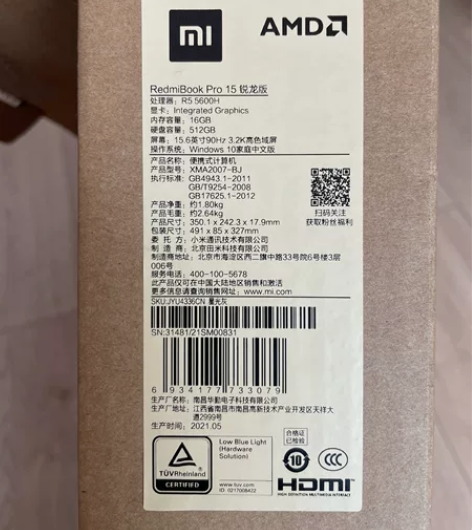 mi AMD
RedmiBook Pro 15 锐龙版
处理器：R5 5600H
显卡：Integrated Graphics
内存容量：16GB
硬盘容量：512GB
屏幕：15.6英寸90Hz 3.2K高色域屏
操作系统：Windows 10家庭中文版
产品名称：便携式计算机
产品型号：XMA2007-BJ
执行标准：GB4943.1-2011
GB/T9254-2008
GB17625.1-2012
产品净重：约1.80kg
产品毛重：约2.64kg
产品尺寸：350.1 × 242.3 × 17.9mm
包装尺寸：491 x 85 x 327mm
扫码关注
获取粉丝福利
委 托 方：小米通讯技术有限公司
制 造 商：北京田米科技有限公司
制造商地址：北京市海淀区西二旗中路33号院6号楼3层
006号
服务电话：400-100-5678
此产品仅可在中国大陆地区销售和激活
更多信息请查询销售网址：www.mi.com
SKU:JYU4336CN 星光灰
SN:31481/21SM00831
6 934177 733079
生产厂名称：南昌华勤电子科技有限公司
生产厂地址：江西省南昌市南昌高新技术产业开发区天祥大
道2999号
生产时间：2021.05
TÜVRheinland
CERTIFIED
Low Blue Light
(Hardware
Solution)
www.tuv.com
合格证
已检验
10
CCC
HDMI
HIGH-DEFINITION MULTIMEDIA INTERFACE